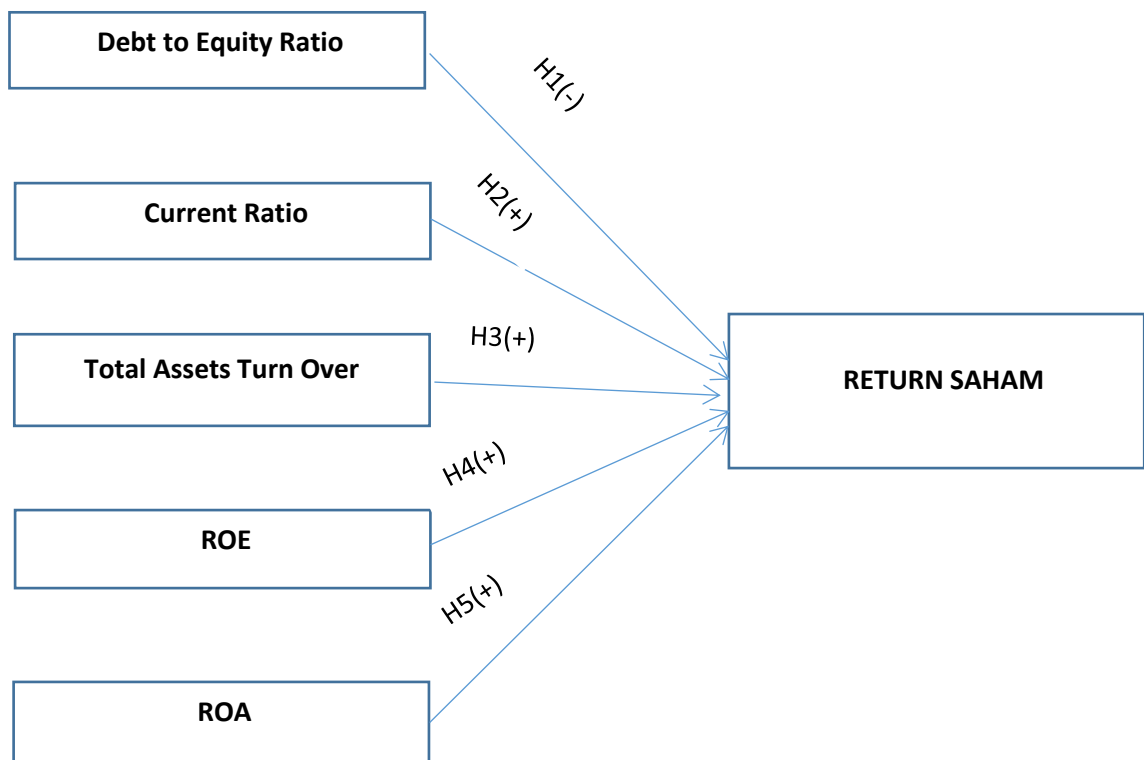 Debt to Equity Ratio
H1(-)
Current Ratio
H2(+)
Total Assets Turn Over
H3(+)
RETURN SAHAM
ROE
H4(+)
ROA
H5(+)